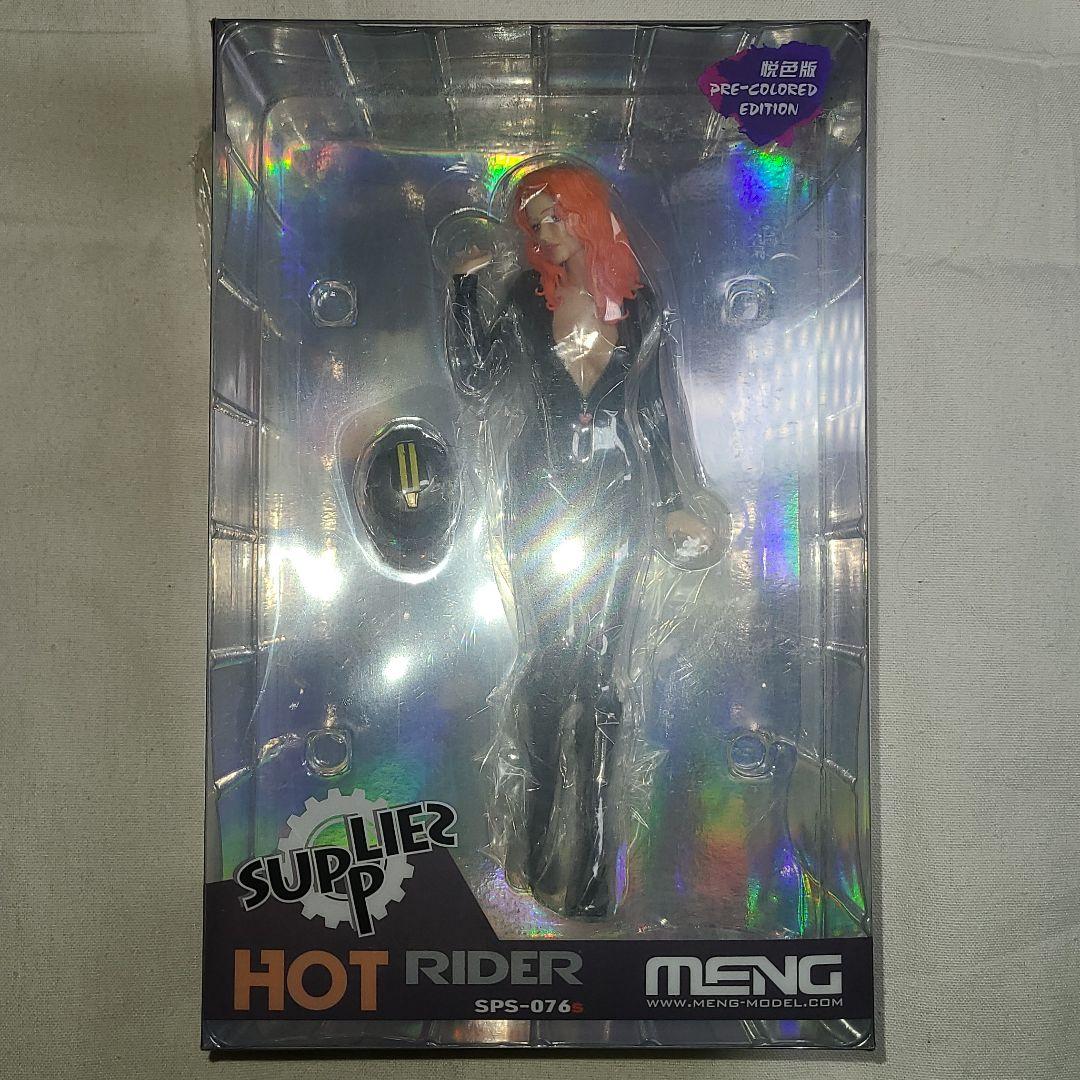 悦色版
PRE-COLORED
EDITION
SUPPLIES
HOT RIDER
SPS-076s
MENG
WWW.MENG-MODEL.COM